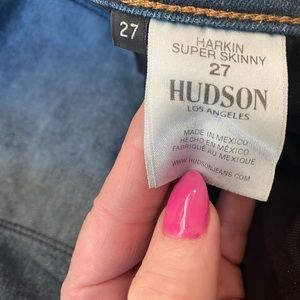 27
HARKIN
SUPER SKINNY
27
HUDSON
LOS ANGELES
MADE IN MEXICO
HECHO EN MÉXICO
FABRIQUÉ AU MEXIQUE
WWW.HUDSONJEANS.COM